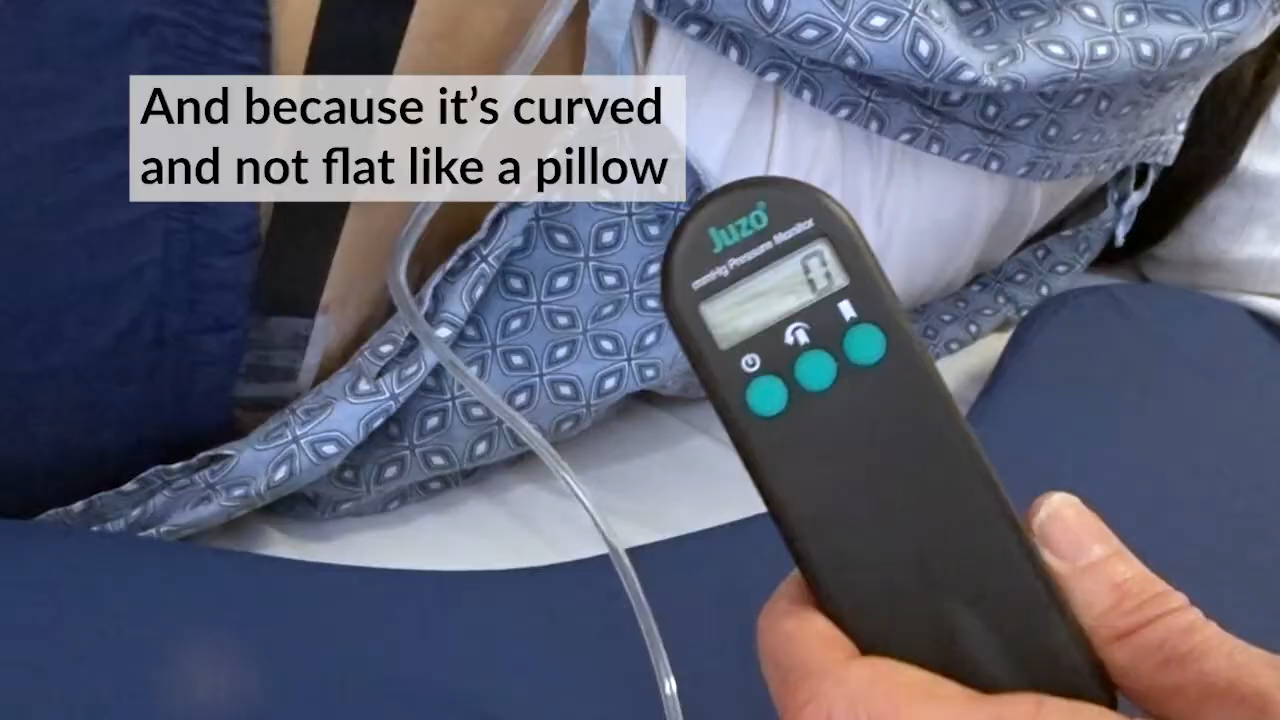 And because it’s curved
and not flat like a pillow
Juzo®
mmHg Pressure Monitor
0